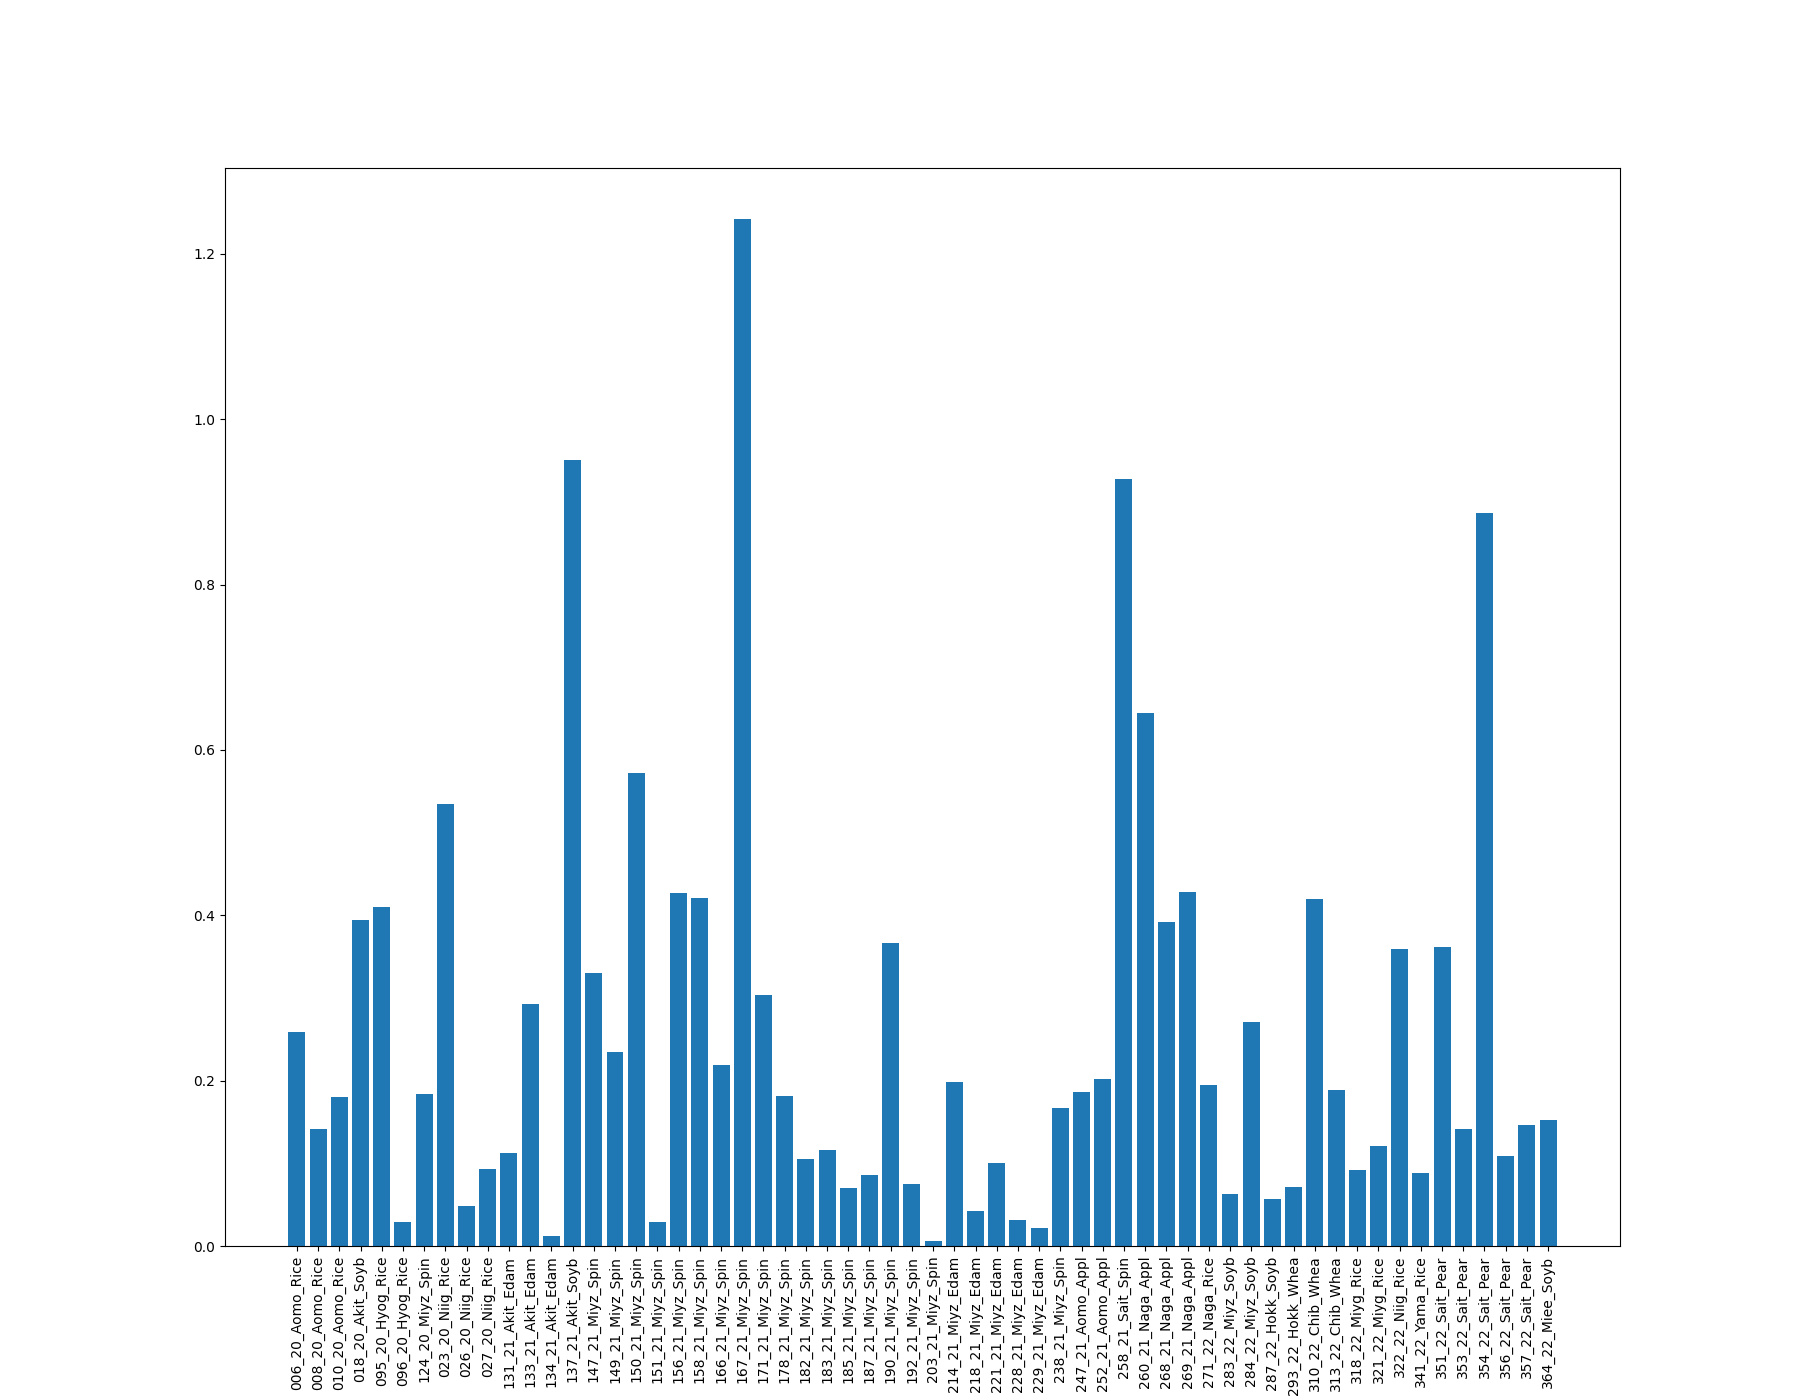 1.2
1.0
0.8
0.6
0.4
0.2
0.0
006_20_Aomo_Rice
008_20_Aomo_Rice
010_20_Aomo_Rice
018_20_Akit_Soyb
095_20_Hyog_Rice
096_20_Hyog_Rice
124_20_Miyz_Spin
023_20_Niig_Rice
026_20_Niig_Rice
027_20_Niig_Rice
131_21_Akit_Edam
133_21_Akit_Edam
134_21_Akit_Edam
137_21_Akit_Soyb
147_21_Miyz_Spin
149_21_Miyz_Spin
150_21_Miyz_Spin
151_21_Miyz_Spin
156_21_Miyz_Spin
158_21_Miyz_Spin
166_21_Miyz_Spin
167_21_Miyz_Spin
171_21_Miyz_Spin
178_21_Miyz_Spin
182_21_Miyz_Spin
183_21_Miyz_Spin
185_21_Miyz_Spin
187_21_Miyz_Spin
190_21_Miyz_Spin
192_21_Miyz_Spin
203_21_Miyz_Spin
214_21_Miyz_Edam
218_21_Miyz_Edam
221_21_Miyz_Edam
228_21_Miyz_Edam
229_21_Miyz_Edam
238_21_Miyz_Spin
247_21_Aomo_Appl
252_21_Aomo_Appl
258_21_Sait_Spin
260_21_Naga_Appl
268_21_Naga_Appl
269_21_Naga_Appl
271_22_Naga_Rice
283_22_Miyz_Soyb
284_22_Miyz_Soyb
287_22_Hokk_Soyb
293_22_Hokk_Whea
310_22_Chib_Whea
313_22_Chib_Whea
318_22_Miyg_Rice
321_22_Miyg_Rice
322_22_Niig_Rice
341_22_Yama_Rice
351_22_Sait_Pear
353_22_Sait_Pear
354_22_Sait_Pear
356_22_Sait_Pear
357_22_Sait_Pear
364_22_Miee_Soyb